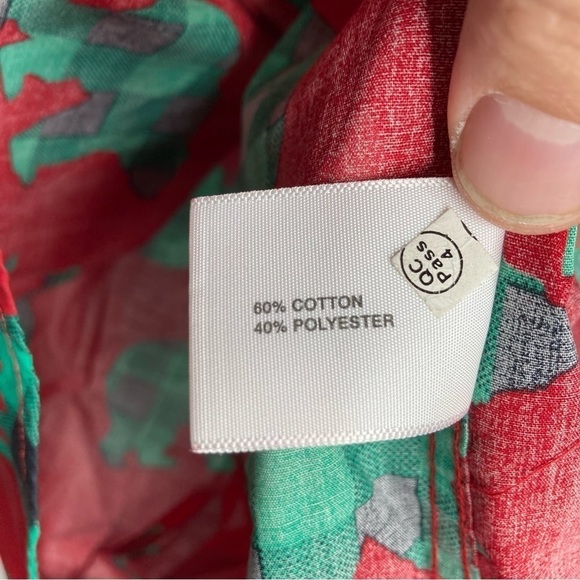 60% COTTON
40% POLYESTER
QC
Pass
4